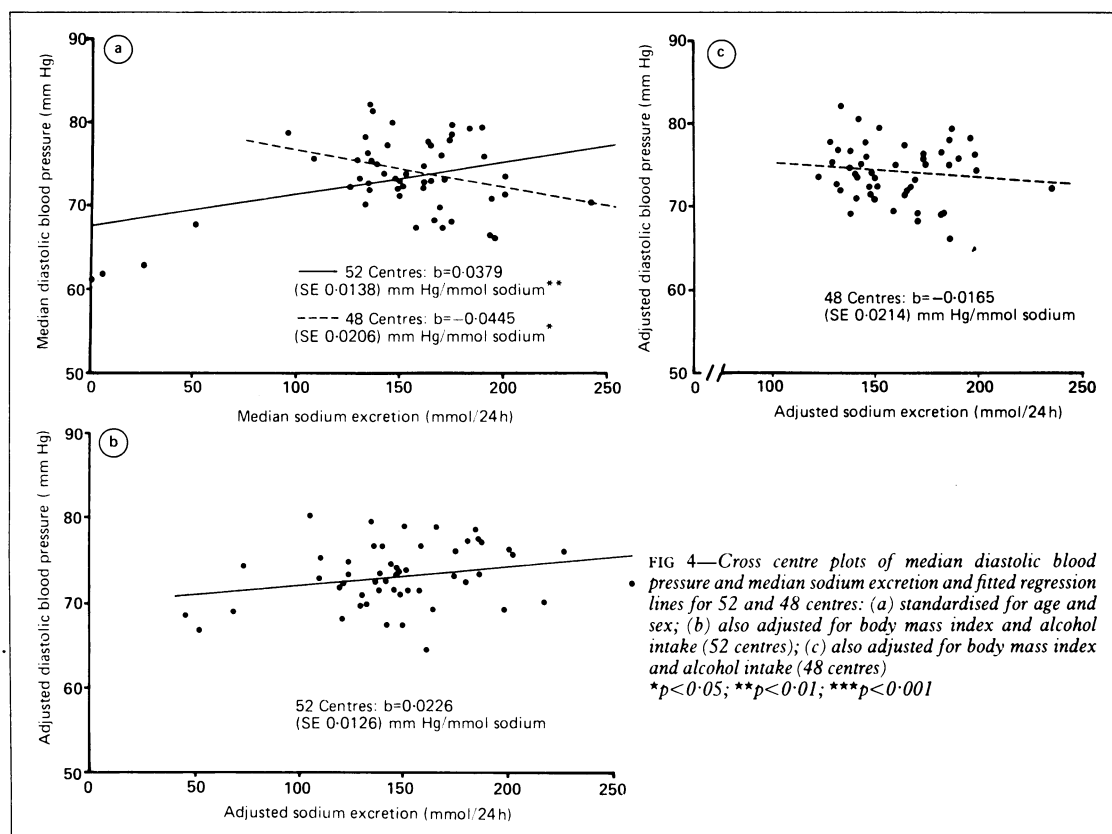 a
Median diastolic blood pressure (mm Hg)
90
80
70
60
50
0
50
100
150
200
250
Median sodium excretion (mmol/24h)
52 Centres: b=0·0379
(SE 0·0138) mm Hg/mmol sodium**
48 Centres: b=−0·0445
(SE 0·0206) mm Hg/mmol sodium*
c
Adjusted diastolic blood pressure (mm Hg)
90
80
70
60
50
0
100
150
200
250
Adjusted sodium excretion (mmol/24h)
48 Centres: b=−0·0165
(SE 0·0214) mm Hg/mmol sodium
b
Adjusted diastolic blood pressure ( mm Hg)
90
80
70
60
50
0
50
100
150
200
250
Adjusted sodium excretion (mmol/24h)
52 Centres: b=0·0226
(SE 0·0126) mm Hg/mmol sodium
FIG 4—Cross centre plots of median diastolic blood
pressure and median sodium excretion and fitted regression
lines for 52 and 48 centres: (a) standardised for age and
sex; (b) also adjusted for body mass index and alcohol
intake (52 centres); (c) also adjusted for body mass index
and alcohol intake (48 centres)
*p<0·05; **p<0·01; ***p<0·001